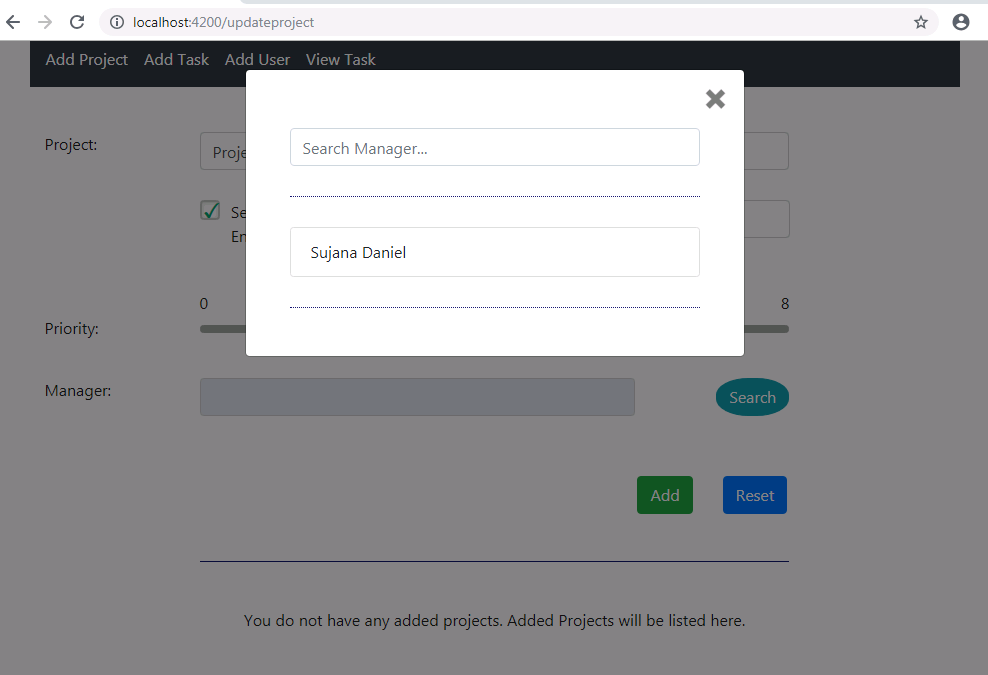 localhost:4200/updateproject
Add Project Add Task Add User View Task
Search Manager...
Sujana Daniel
Project:
0 8
Priority:
Manager:
Search
Add Reset
You do not have any added projects. Added Projects will be listed here.